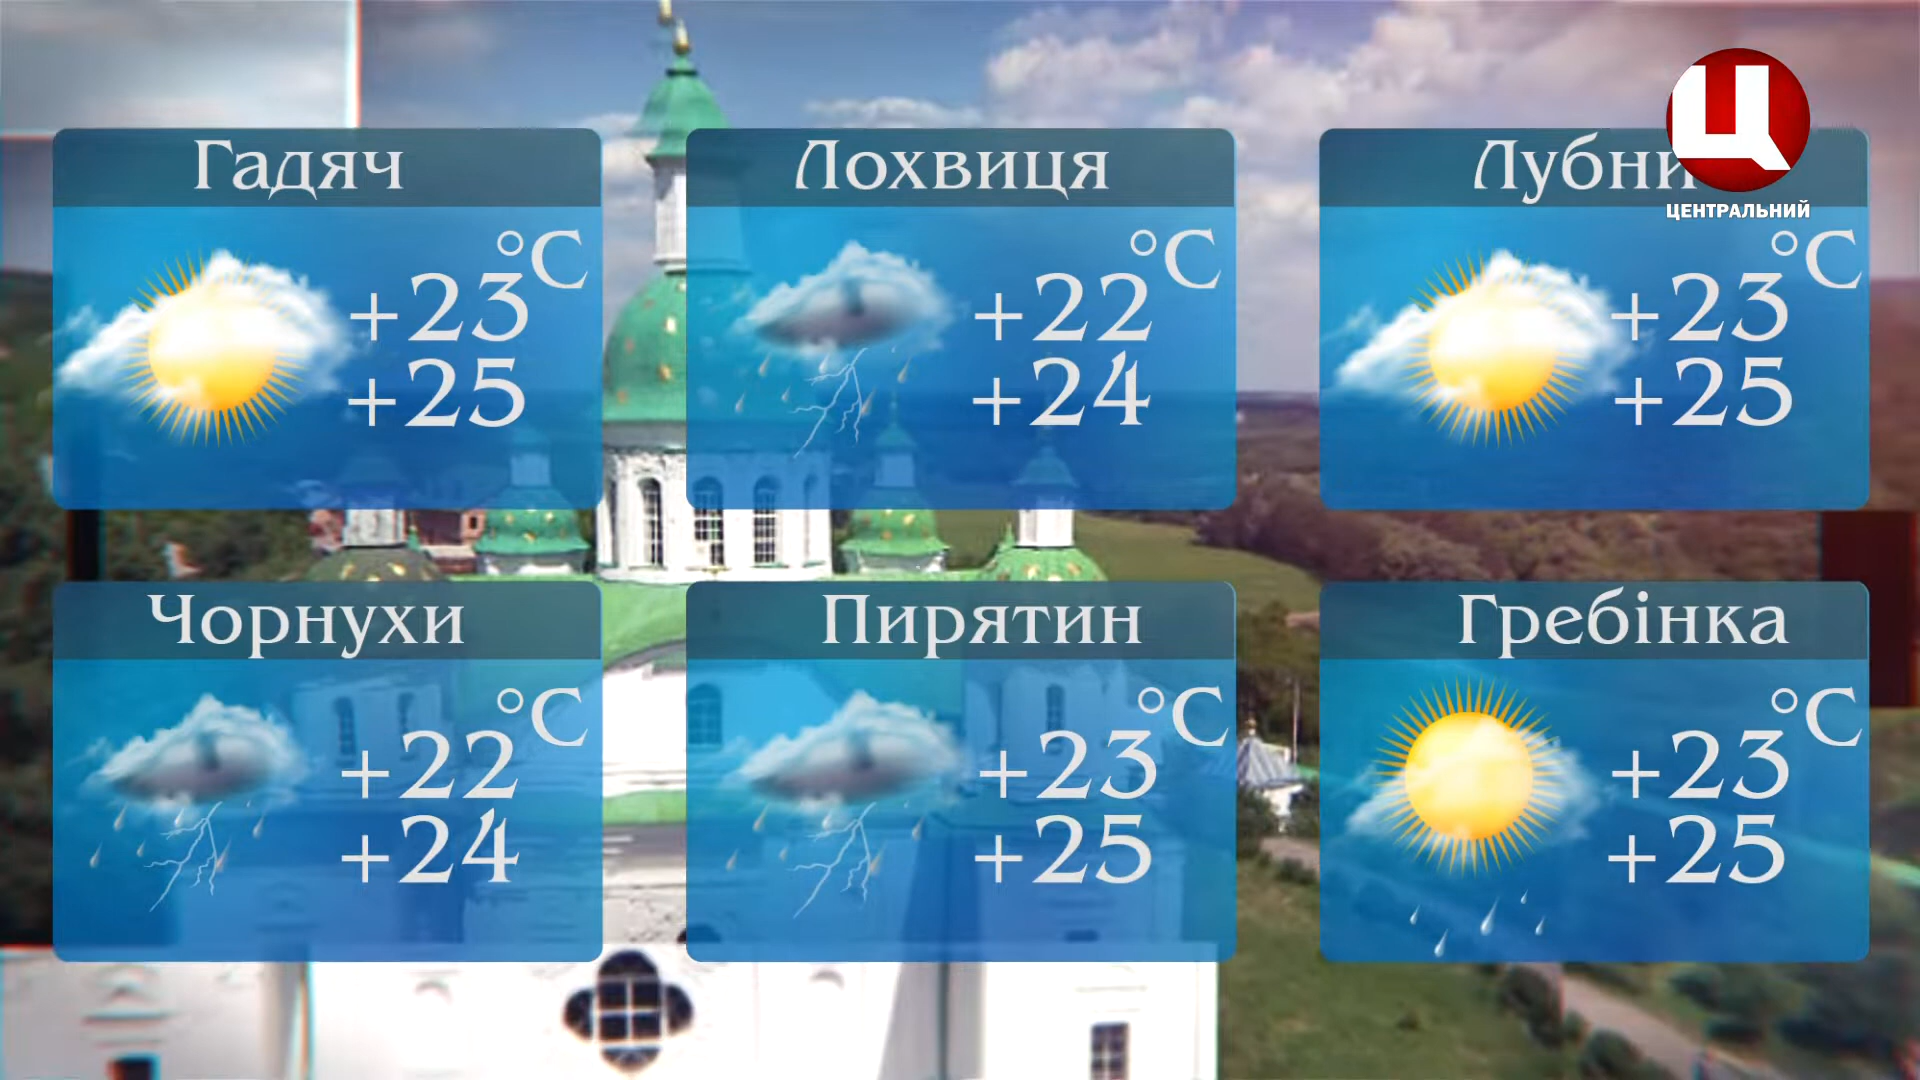 Гадяч
°C
+23
+25
Лохвиця
°C
+22
+24
Лубни
Ц
ЦЕНТРАЛЬНИЙ
°C
+23
+25
Чорнухи
°C
+22
+24
Пирятин
°C
+23
+25
Гребінка
°C
+23
+25